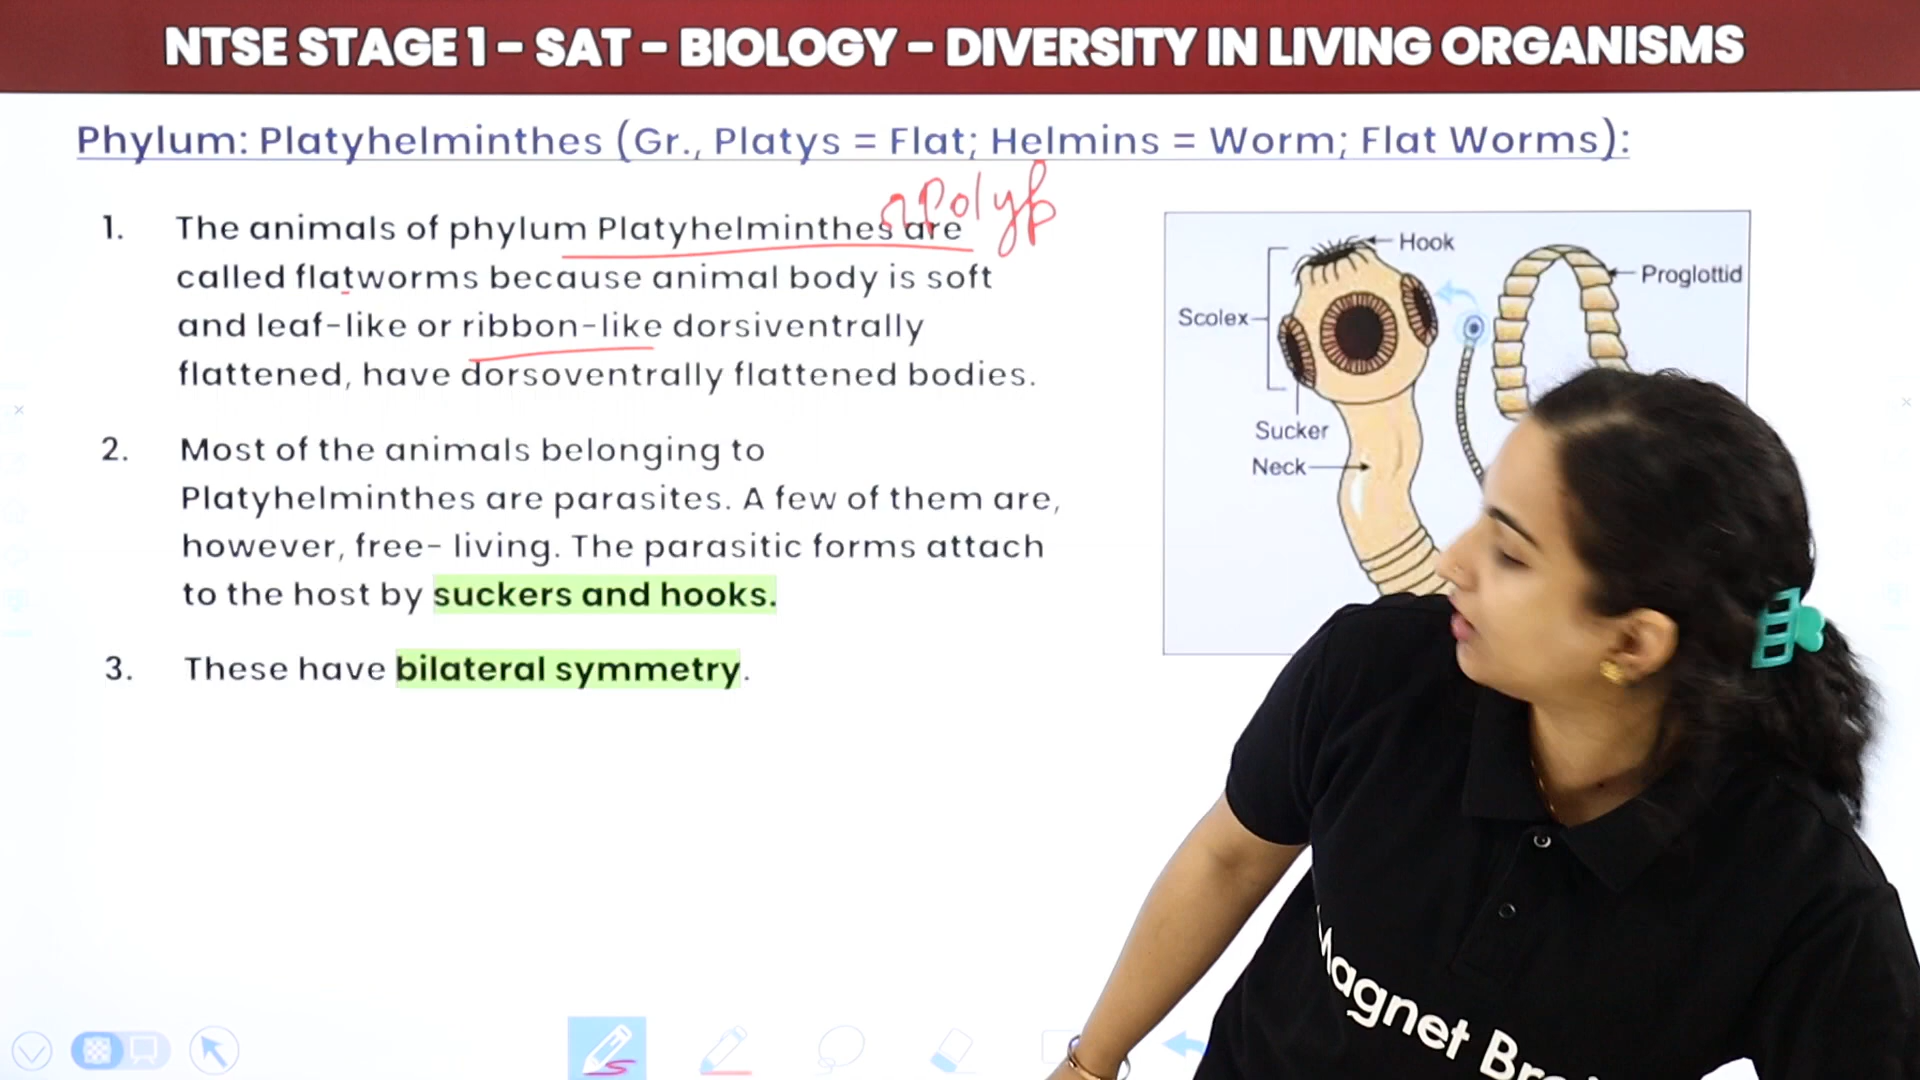 NTSE STAGE 1 – SAT – BIOLOGY – DIVERSITY IN LIVING ORGANISMS
Phylum: Platyhelminthes (Gr., Platys = Flat; Helmins = Worm; Flat Worms):
Polyp
1. The animals of phylum Platyhelminthes are
called flatworms because animal body is soft
and leaf-like or ribbon-like dorsiventrally
flattened, have dorsoventrally flattened bodies.
2. Most of the animals belonging to
Platyhelminthes are parasites. A few of them are,
however, free- living. The parasitic forms attach
to the host by suckers and hooks.
3. These have bilateral symmetry.
Hook
Proglottid
Scolex
Sucker
Neck
Magnet Br